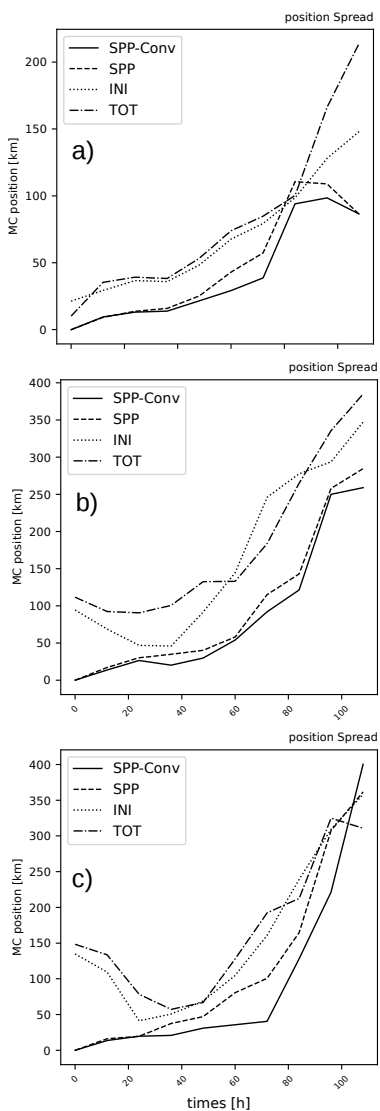 position Spread
200
150
100
50
0
MC position [km]
SPP-Conv
SPP
INI
TOT
a)
position Spread
400
350
300
250
200
150
100
50
0
MC position [km]
SPP-Conv
SPP
INI
TOT
b)
0 20 40 60 80 100
position Spread
400
350
300
250
200
150
100
50
0
MC position [km]
SPP-Conv
SPP
INI
TOT
c)
0 20 40 60 80 100
times [h]